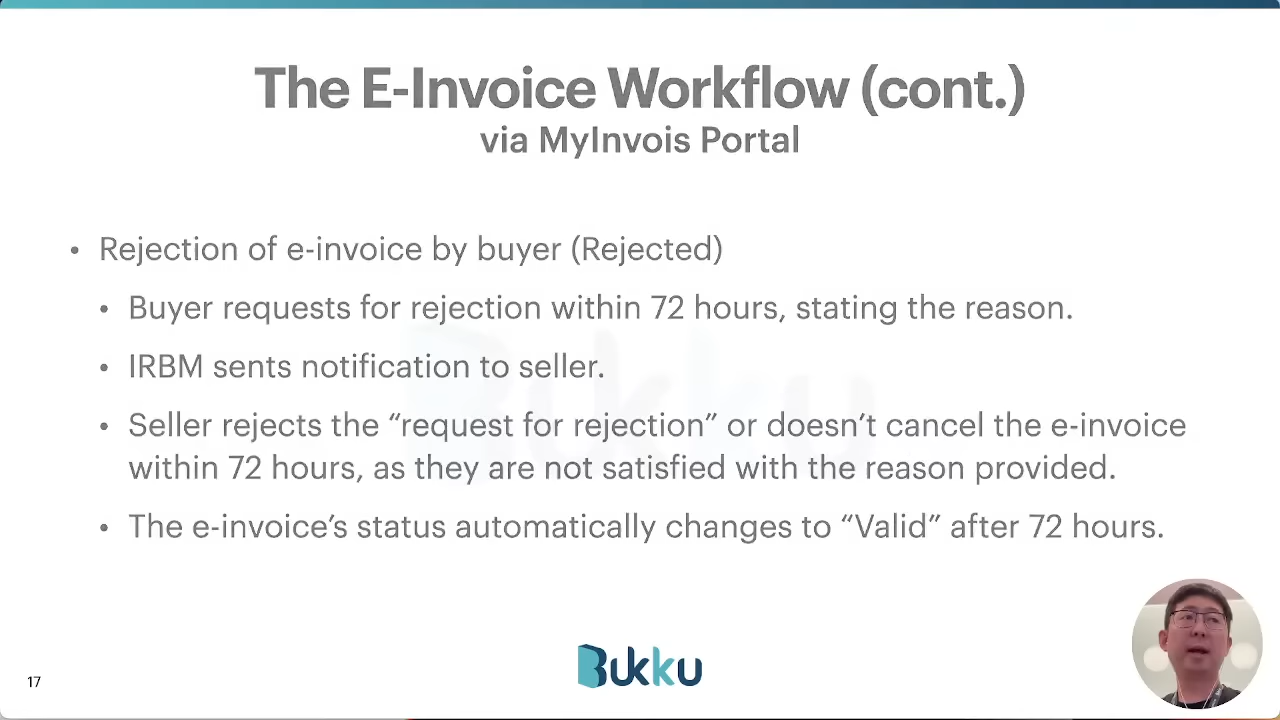 The E-Invoice Workflow (cont.)
via MyInvois Portal
• Rejection of e-invoice by buyer (Rejected)
• Buyer requests for rejection within 72 hours, stating the reason.
• IRBM sents notification to seller.
• Seller rejects the “request for rejection” or doesn’t cancel the e-invoice
within 72 hours, as they are not satisfied with the reason provided.
• The e-invoice’s status automatically changes to “Valid” after 72 hours.
Bukku
17
Bukku